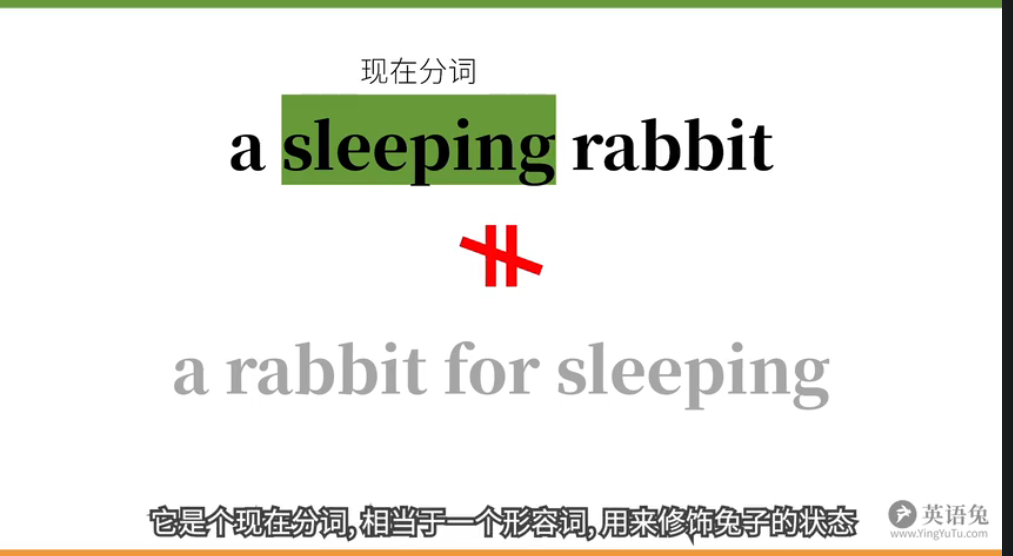 现在分词
a sleeping rabbit
a rabbit for sleeping
它是个现在分词, 相当于一个形容词, 用来修饰兔子的状态
英语兔
www.YingYuTu.com